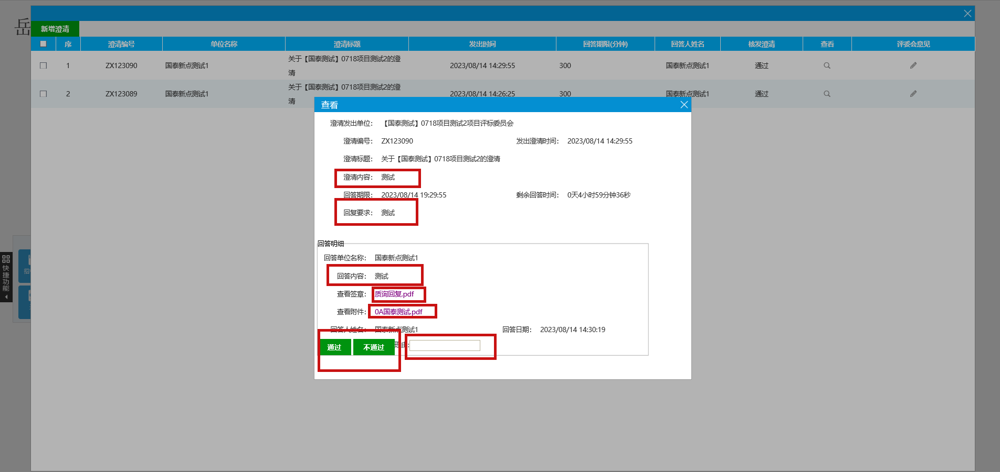 岳
新增澄清
序 澄清编号 单位名称 澄清标题 发出时间 回答期限(分钟) 回答人姓名 核发澄清 查看 评委会意见
1 ZX123090 国泰新点测试1 关于【国泰测试】0718项目测试2的澄清 2023/08/14 14:29:55 300 国泰新点测试1 通过
2 ZX123089 国泰新点测试1 关于【国泰测试】0718项目测试2的澄清 2023/08/14 14:26:25 300 国泰新点测试1 通过
查看
澄清发出单位： 【国泰测试】0718项目测试2项目评标委员会
澄清编号： ZX123090 发出澄清时间： 2023/08/14 14:29:55
澄清标题： 关于【国泰测试】0718项目测试2的澄清
澄清内容： 测试
回答期限： 2023/08/14 19:29:55 剩余回答时间： 0天4小时59分钟36秒
回复要求： 测试
回答明细
回答单位名称： 国泰新点测试1
回答内容： 测试
查看签章： 质询回复.pdf
查看附件： 0A国泰测试.pdf
回答人姓名： 国泰新点测试1 回答日期： 2023/08/14 14:30:19
通过 不通过 理由:
快捷功能
招